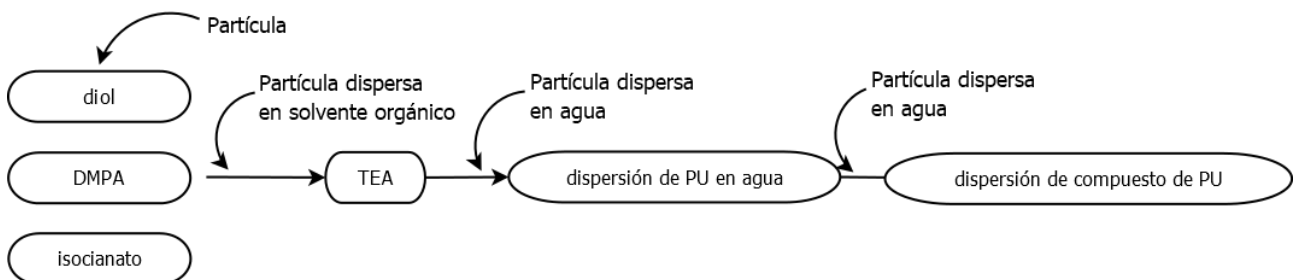 Partícula
diol
Partícula dispersa
en solvente orgánico
Partícula dispersa
en agua
Partícula dispersa
en agua
DMPA
TEA
dispersión de PU en agua
dispersión de compuesto de PU
isocianato